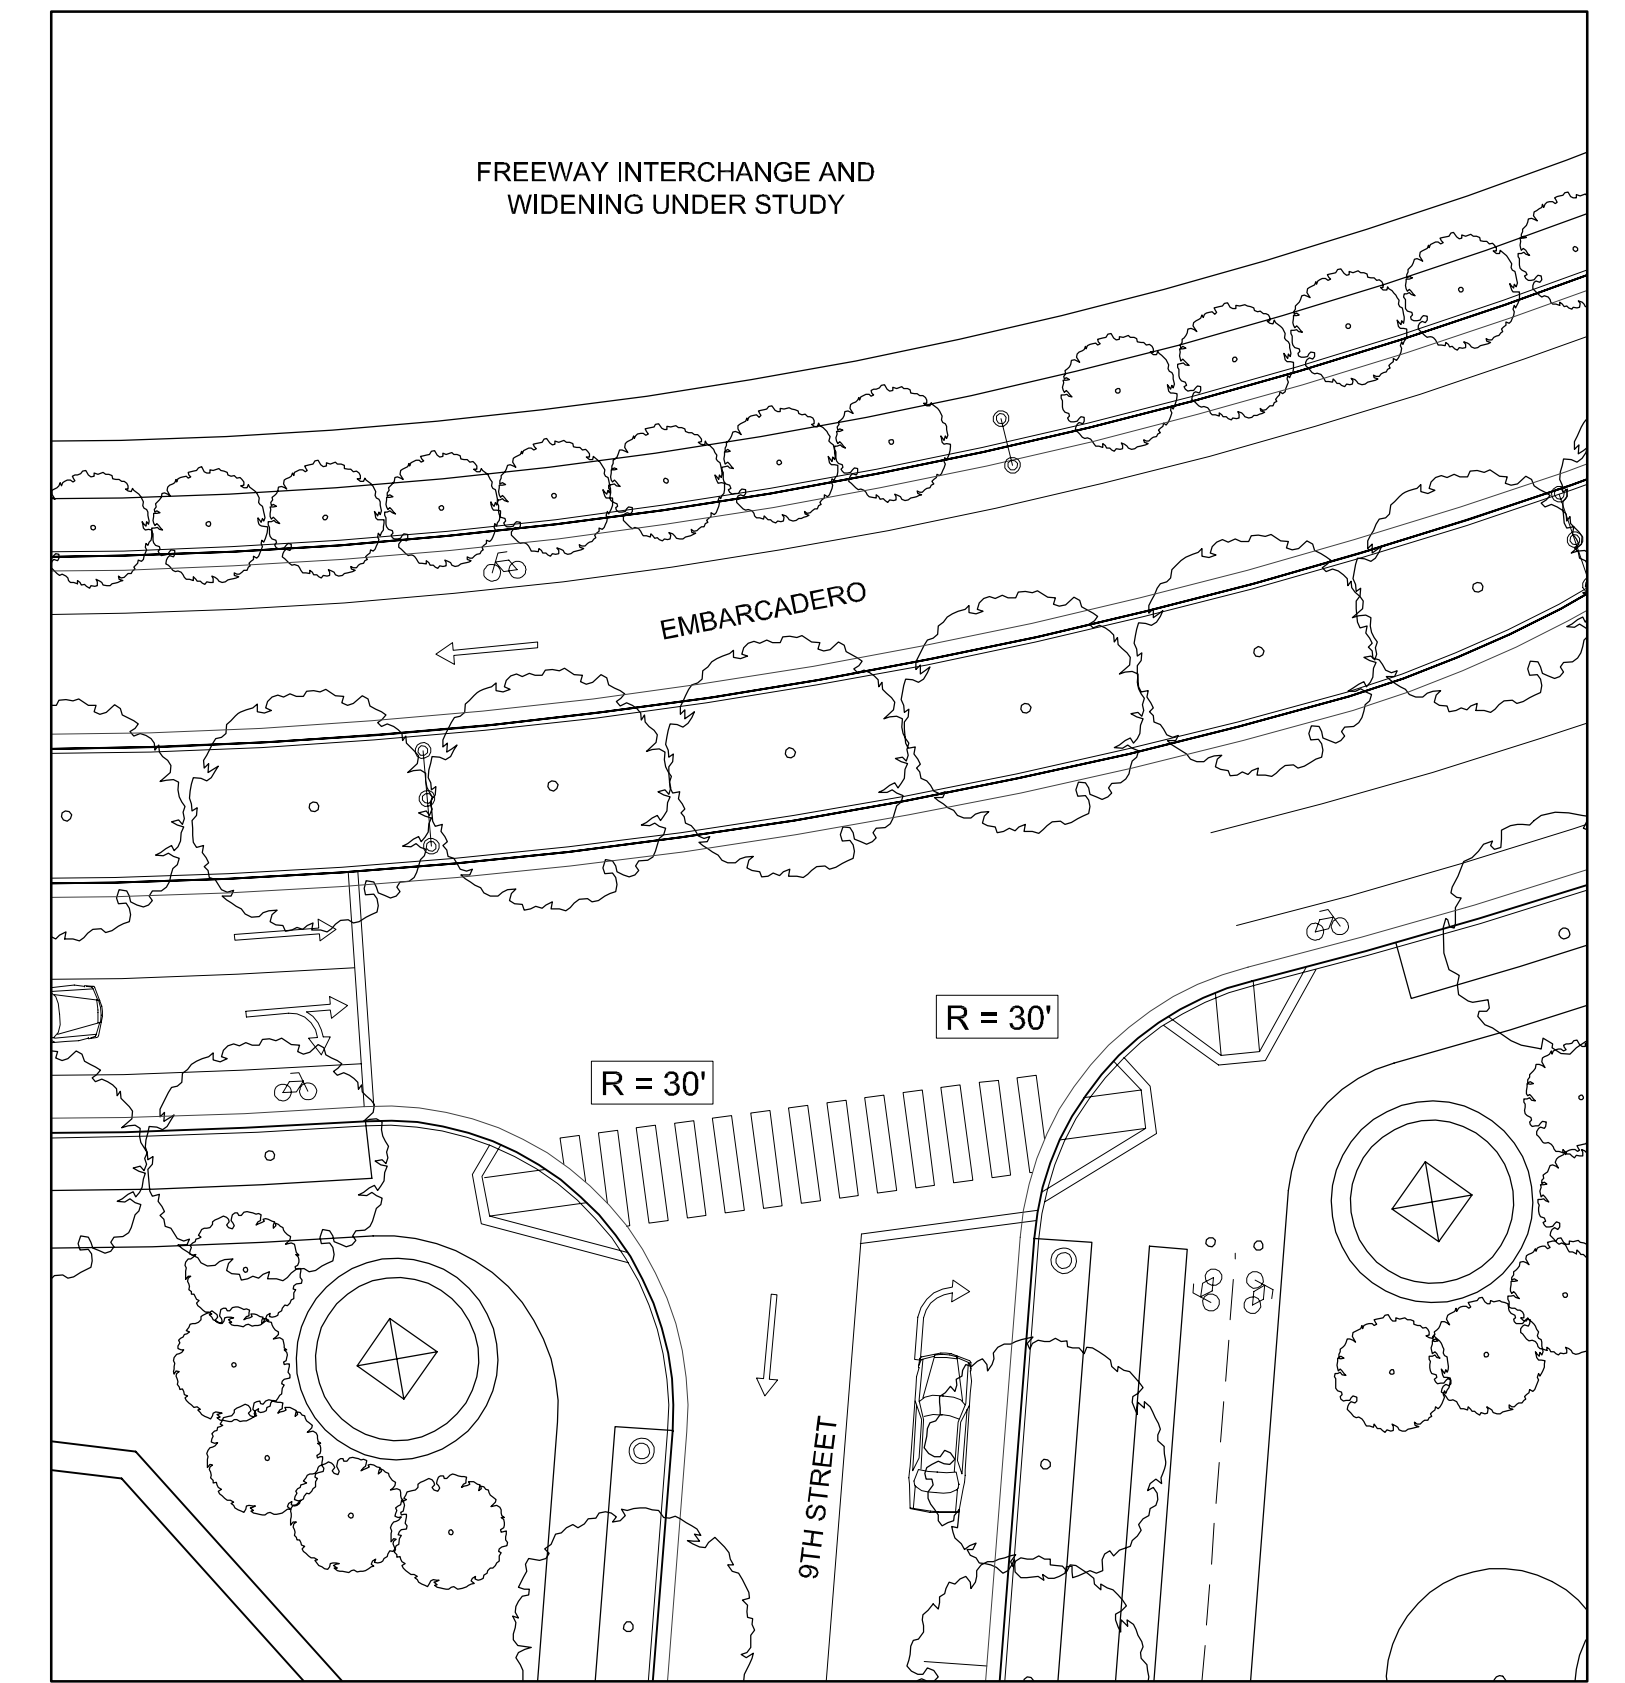 FREEWAY INTERCHANGE AND
WIDENING UNDER STUDY
EMBARCADERO
R = 30'
R = 30'
9TH STREET